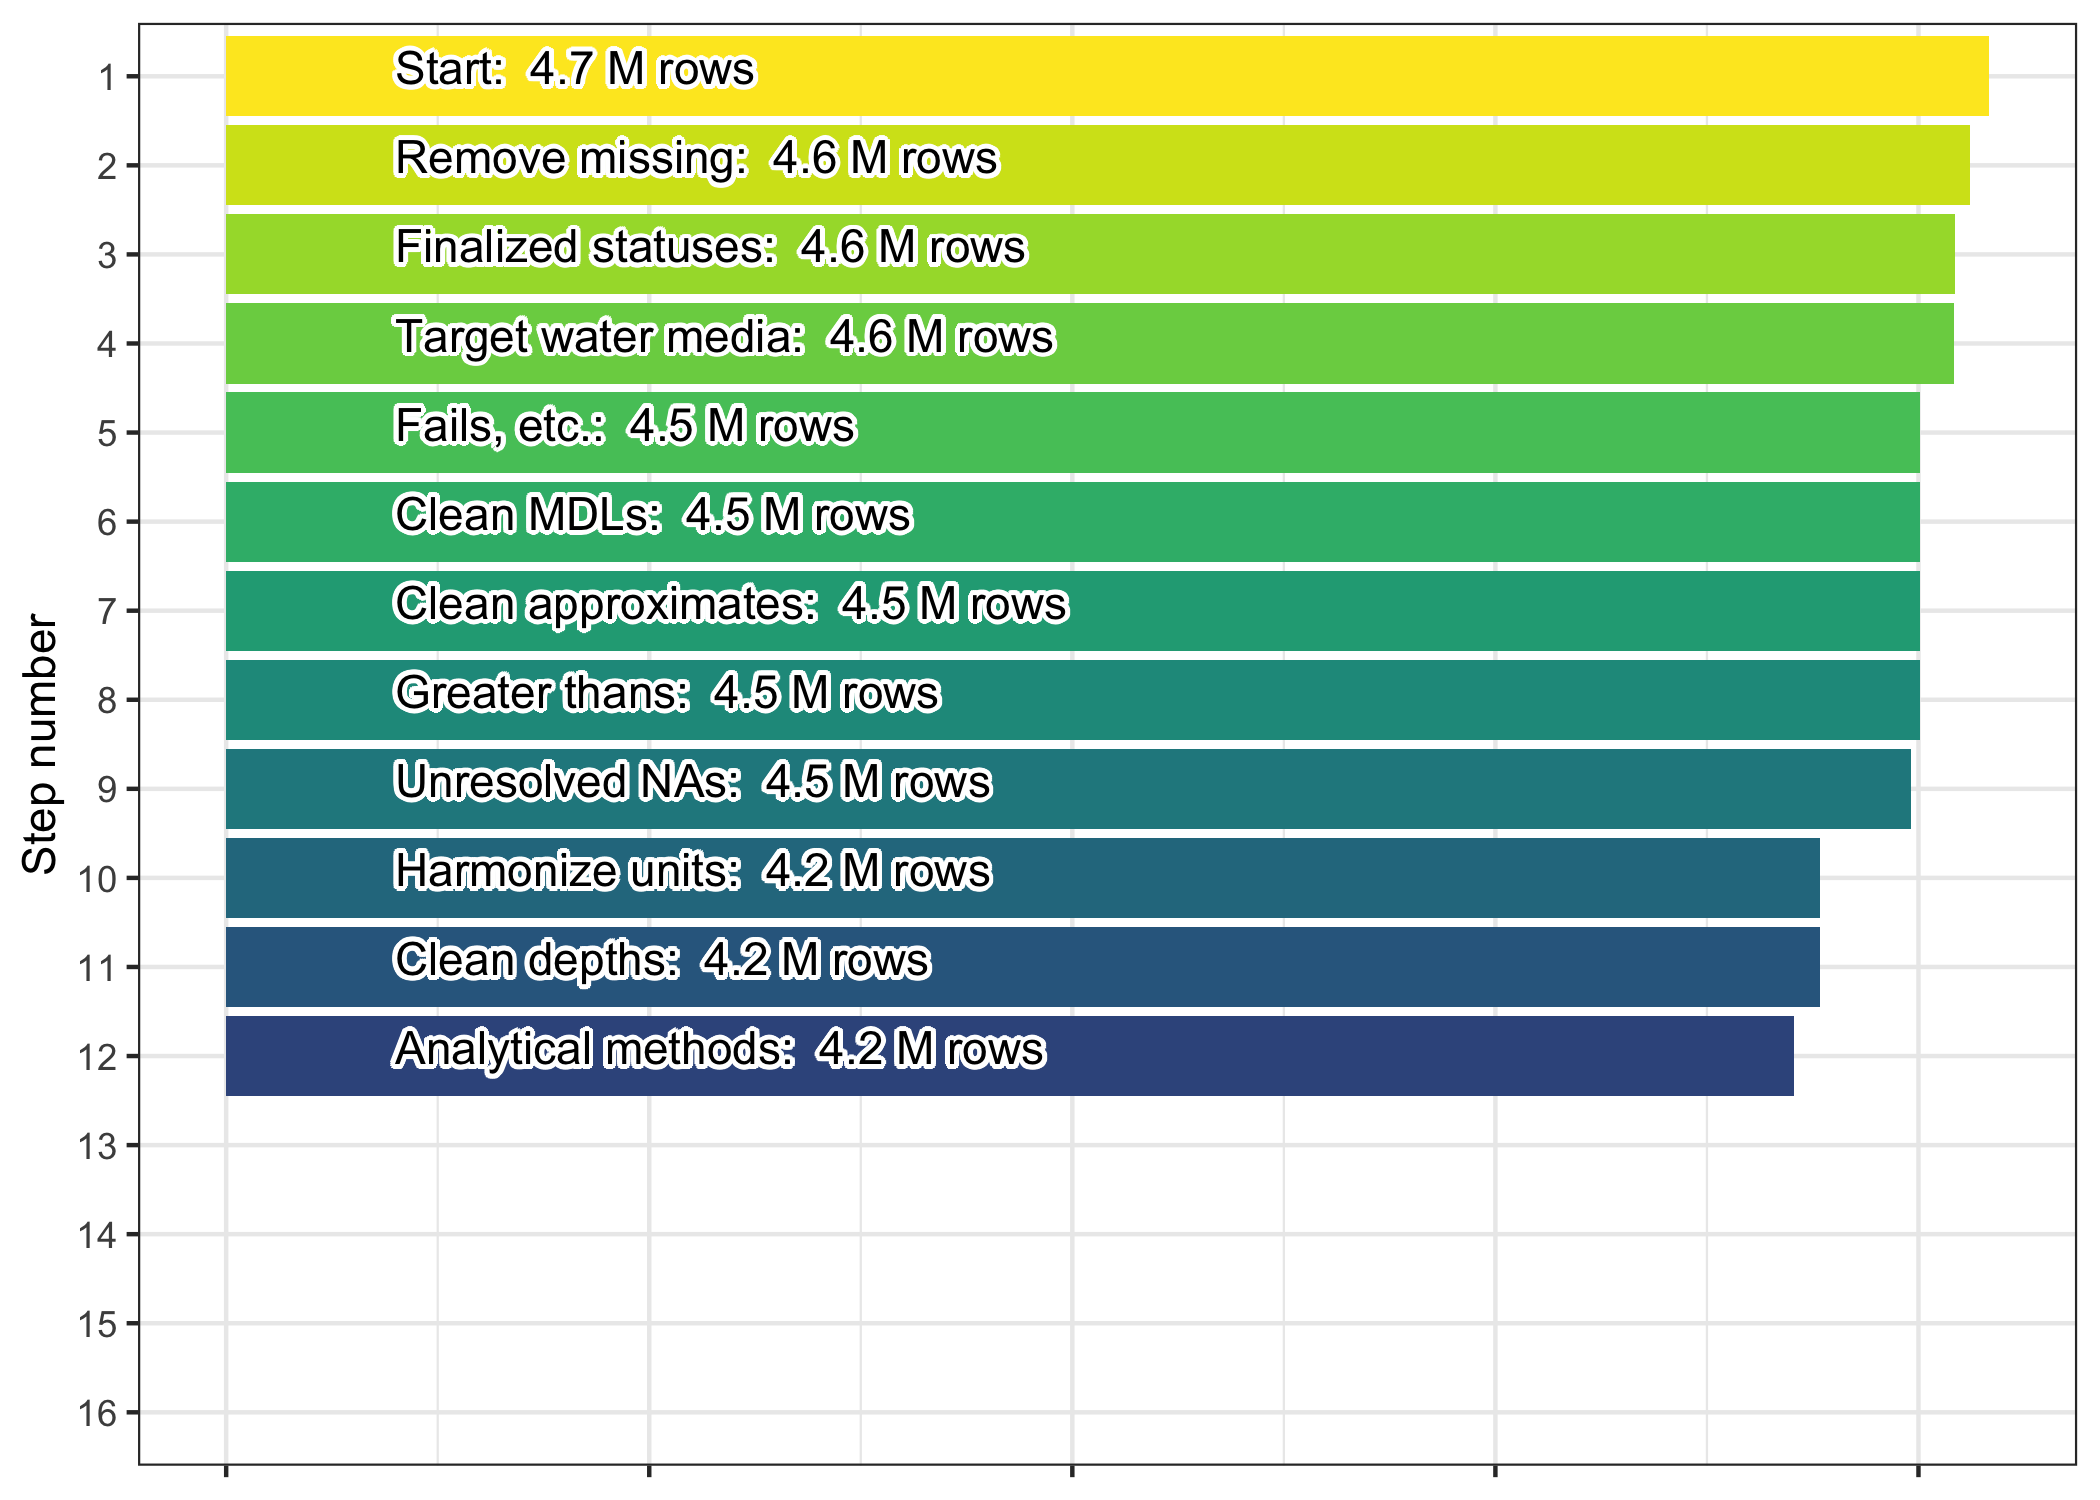 1
Start:  4.7 M rows
2
Remove missing:  4.6 M rows
3
Finalized statuses:  4.6 M rows
4
Target water media:  4.6 M rows
5
Fails, etc.:  4.5 M rows
6
Clean MDLs:  4.5 M rows
7
Clean approximates:  4.5 M rows
8
Greater thans:  4.5 M rows
9
Unresolved NAs:  4.5 M rows
10
Harmonize units:  4.2 M rows
11
Clean depths:  4.2 M rows
12
Analytical methods:  4.2 M rows
13
14
15
16
Step number